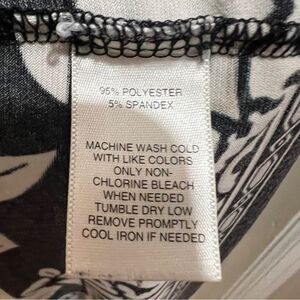 95% POLYESTER
5% SPANDEX
MACHINE WASH COLD
WITH LIKE COLORS
ONLY NON-
CHLORINE BLEACH
WHEN NEEDED
TUMBLE DRY LOW
REMOVE PROMPTLY
COOL IRON IF NEEDED